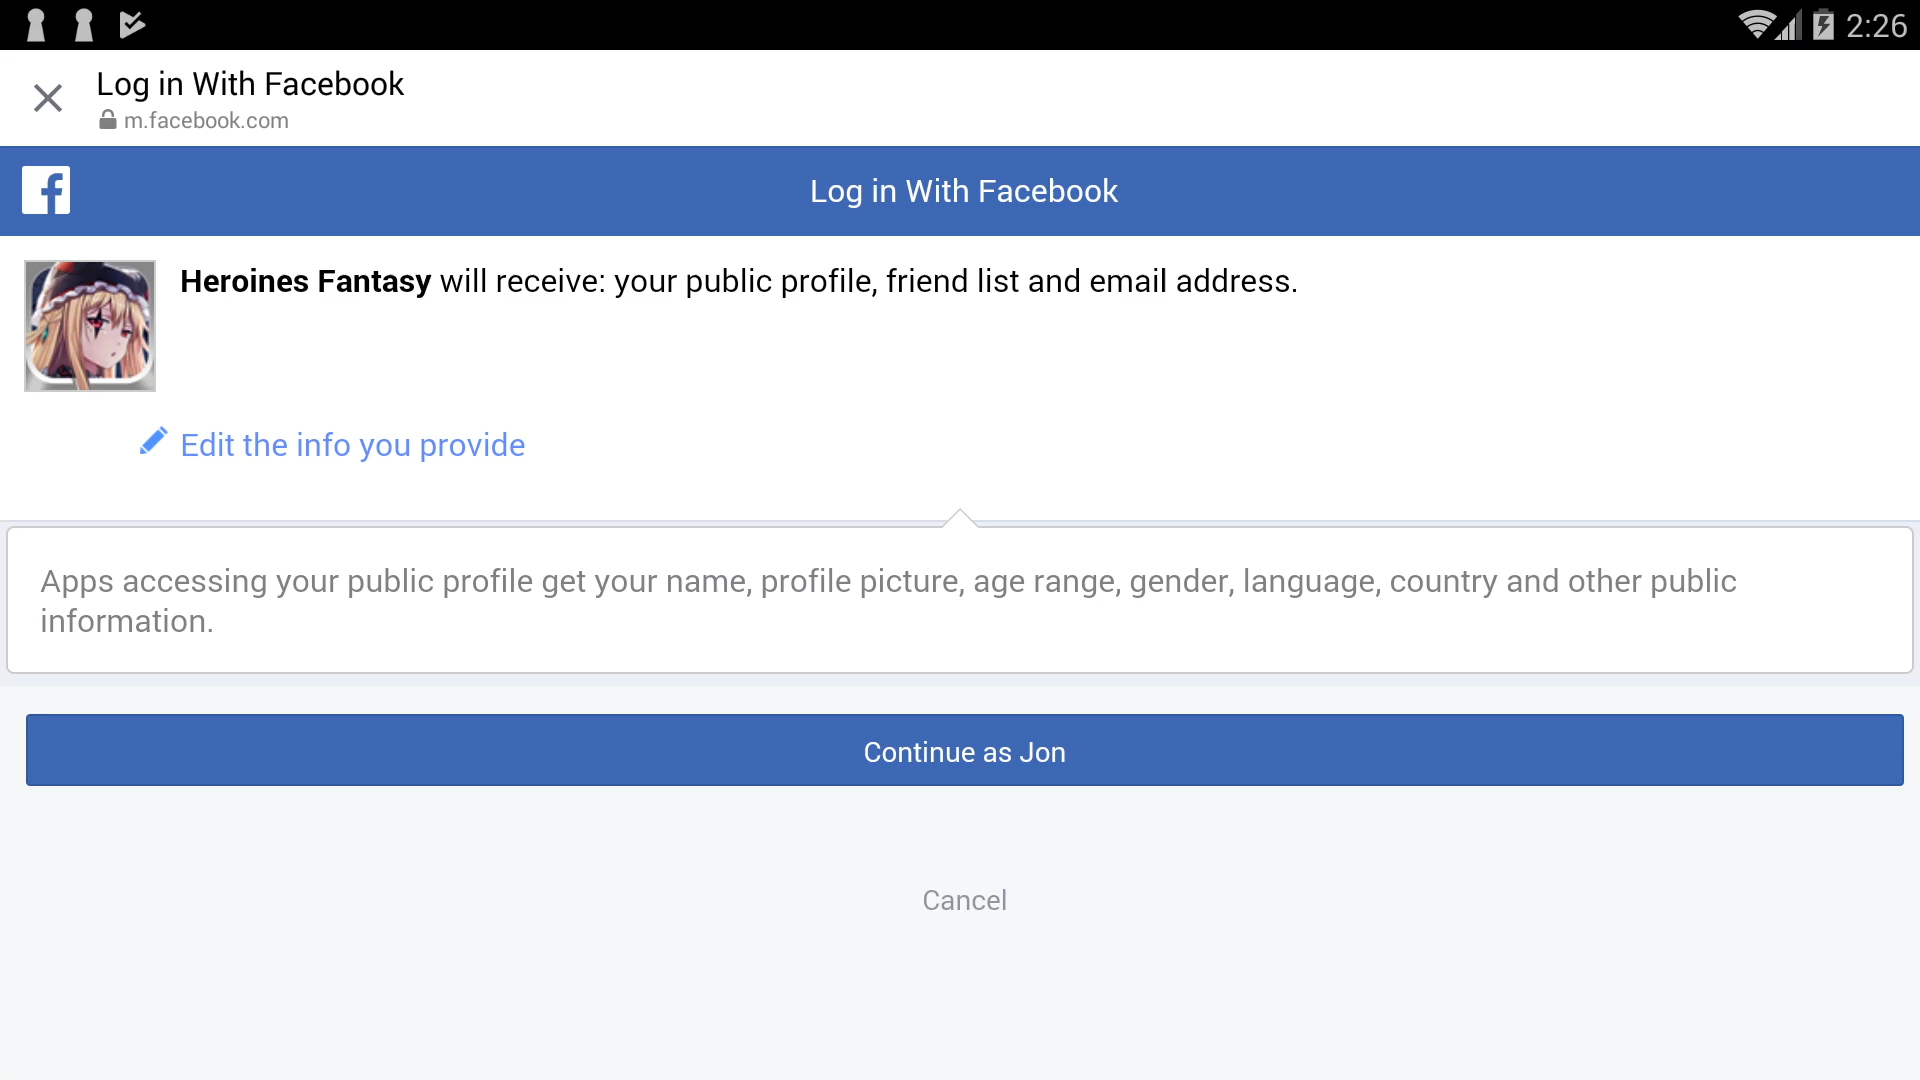 2:26
Log in With Facebook
m.facebook.com
Log in With Facebook
Heroines Fantasy will receive: your public profile, friend list and email address.
Edit the info you provide
Apps accessing your public profile get your name, profile picture, age range, gender, language, country and other public
information.
Continue as Jon
Cancel